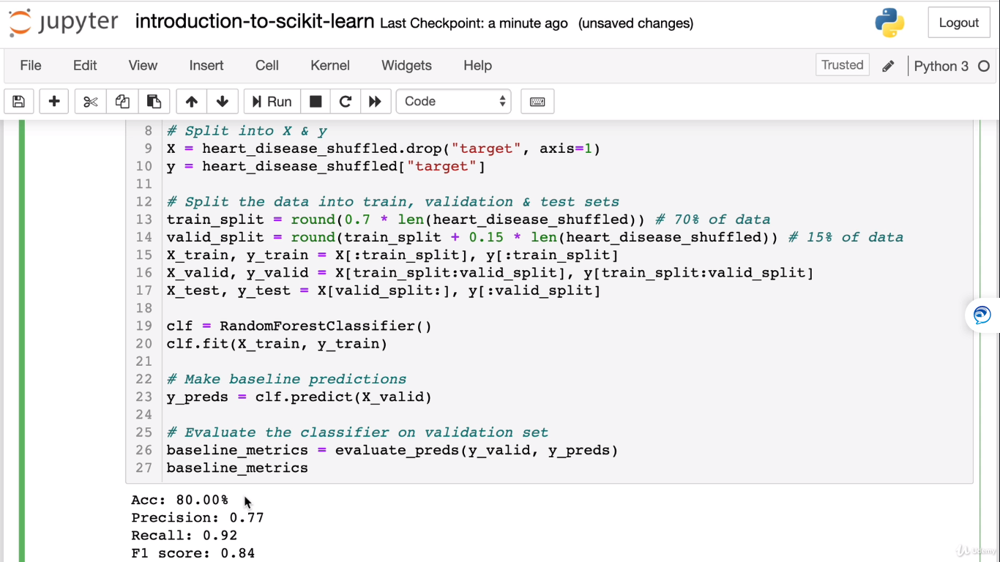 jupyter introduction-to-scikit-learn Last Checkpoint: a minute ago (unsaved changes) Logout
File Edit View Insert Cell Kernel Widgets Help Trusted Python 3
Run Code
8 # Split into X & y
9 X = heart_disease_shuffled.drop("target", axis=1)
10 y = heart_disease_shuffled["target"]
11
12 # Split the data into train, validation & test sets
13 train_split = round(0.7 * len(heart_disease_shuffled)) # 70% of data
14 valid_split = round(train_split + 0.15 * len(heart_disease_shuffled)) # 15% of data
15 X_train, y_train = X[:train_split], y[:train_split]
16 X_valid, y_valid = X[train_split:valid_split], y[train_split:valid_split]
17 X_test, y_test = X[valid_split:], y[:valid_split]
18
19 clf = RandomForestClassifier()
20 clf.fit(X_train, y_train)
21
22 # Make baseline predictions
23 y_preds = clf.predict(X_valid)
24
25 # Evaluate the classifier on validation set
26 baseline_metrics = evaluate_preds(y_valid, y_preds)
27 baseline_metrics
Acc: 80.00%
Precision: 0.77
Recall: 0.92
F1 score: 0.84
Udemy